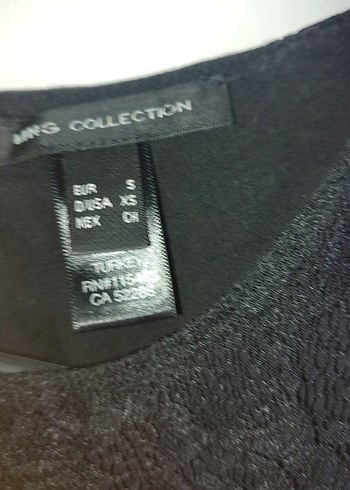 MNG COLLECTION
EUR S
D/USA XS
MEX CH
TURKEY